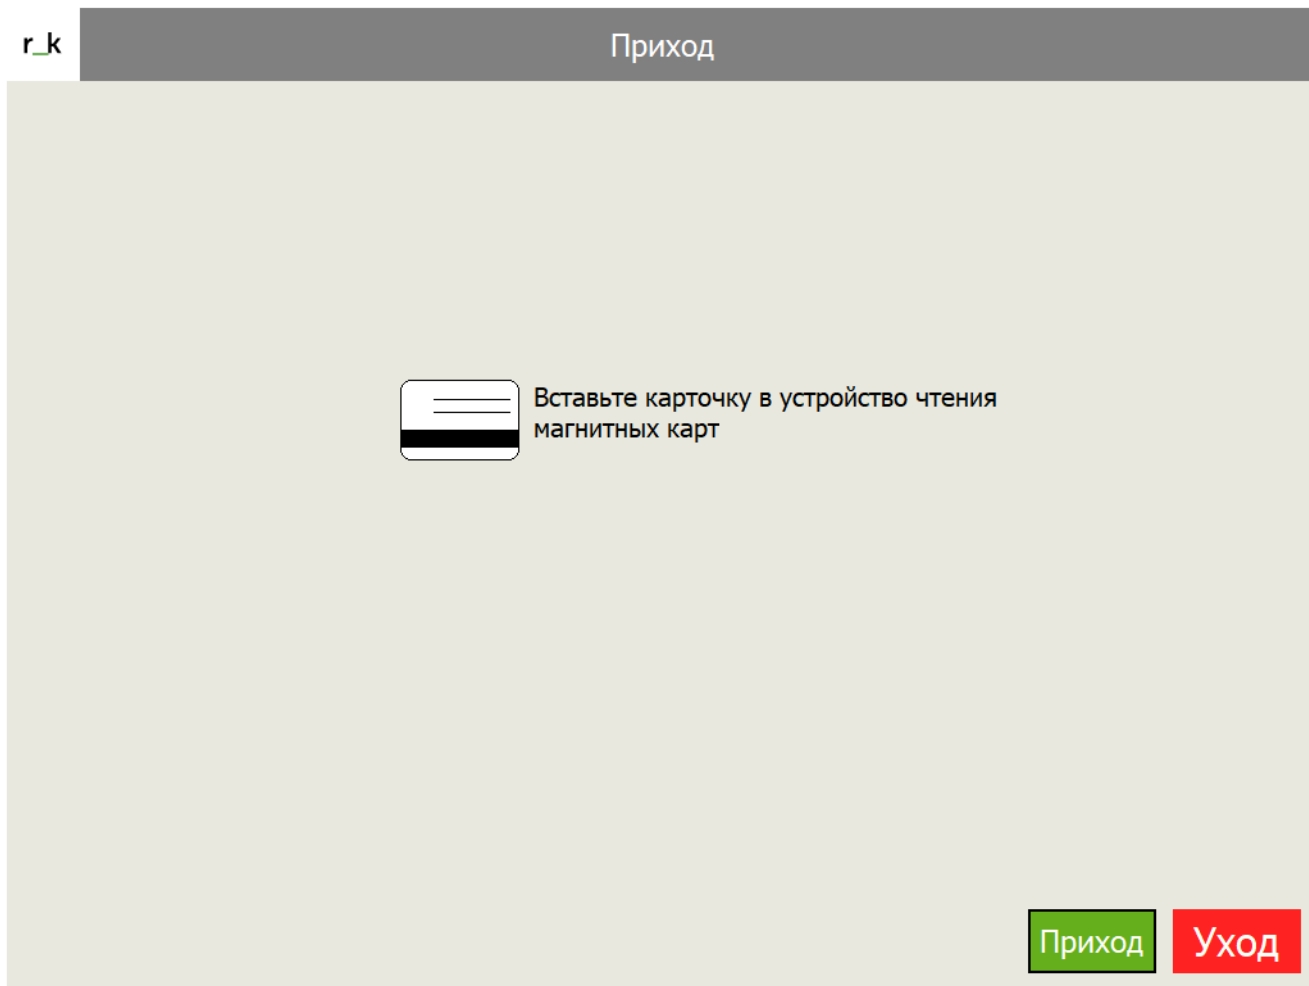 r_k
Приход
Вставьте карточку в устройство чтения
магнитных карт
Приход
Уход